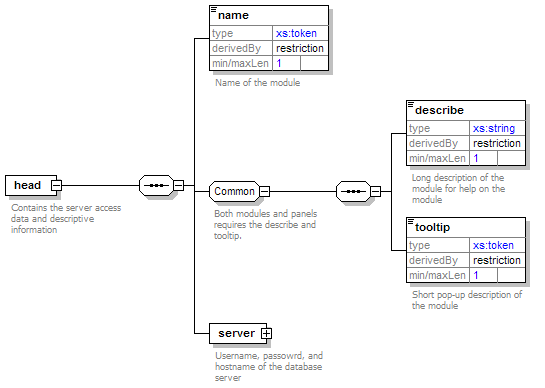 name
type xs:token
derivedBy restriction
min/maxLen 1
Name of the module
describe
type xs:string
derivedBy restriction
min/maxLen 1
Long description of the
module for help on the
module
head
Contains the server access
data and descriptive
information
Common
Both modules and panels
requires the describe and
tooltip.
tooltip
type xs:token
derivedBy restriction
min/maxLen 1
Short pop-up description of
the module
server
Username, passowrd, and
hostname of the database
server